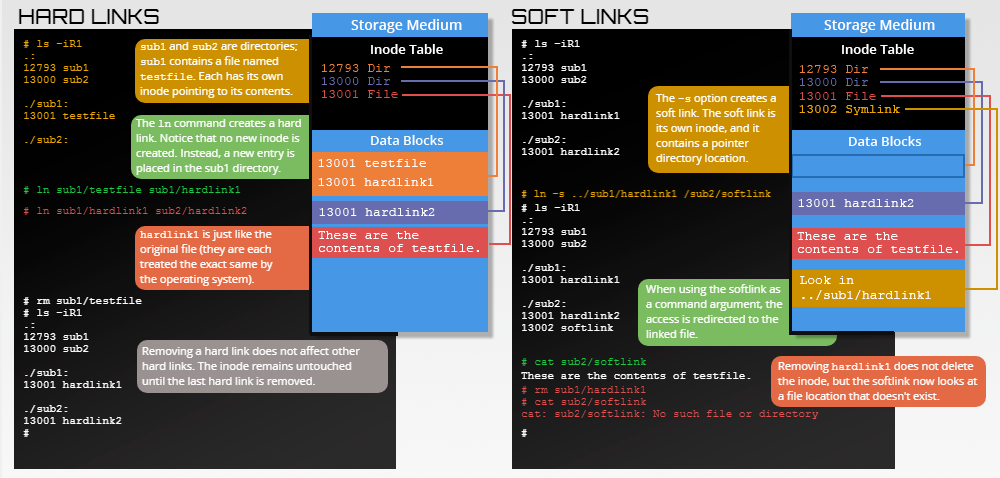 HARD LINKS
# ls -iR1
.:
12793 sub1
13000 sub2
./sub1:
13001 testfile
./sub2:
sub1 and sub2 are directories;
sub1 contains a file named
testfile. Each has its own
inode pointing to its contents.
The ln command creates a hard
link. Notice that no new inode is
created. Instead, a new entry is
placed in the sub1 directory.
# ln sub1/testfile sub1/hardlink1
# ln sub1/hardlink1 sub2/hardlink2
hardlink1 is just like the
original file (they are each
treated the exact same by
the operating system).
# rm sub1/testfile
# ls -iR1
.:
12793 sub1
13000 sub2
./sub1:
13001 hardlink1
./sub2:
13001 hardlink2
#
Removing a hard link does not affect other
hard links. The inode remains untouched
until the last hard link is removed.
Storage Medium
Inode Table
12793 Dir
13000 Dir
13001 File
Data Blocks
13001 testfile
13001 hardlink1
13001 hardlink2
These are the
contents of testfile.
SOFT LINKS
# ls -iR1
.:
12793 sub1
13000 sub2
./sub1:
13001 hardlink1
./sub2:
13001 hardlink2
The -s option creates a
soft link. The soft link is
its own inode, and it
contains a pointer
directory location.
# ln -s ../sub1/hardlink1 /sub2/softlink
# ls -iR1
.:
12793 sub1
13000 sub2
./sub1:
13001 hardlink1
./sub2:
13001 hardlink2
13002 softlink
When using the softlink as
a command argument, the
access is redirected to the
linked file.
# cat sub2/softlink
These are the contents of testfile.
# rm sub1/hardlink1
# cat sub2/softlink
cat: sub2/softlink: No such file or directory
#
Removing hardlink1 does not delete
the inode, but the softlink now looks at
a file location that doesn't exist.
Storage Medium
Inode Table
12793 Dir
13000 Dir
13001 File
13002 Symlink
Data Blocks
13001 hardlink2
These are the
contents of testfile.
Look in
../sub1/hardlink1